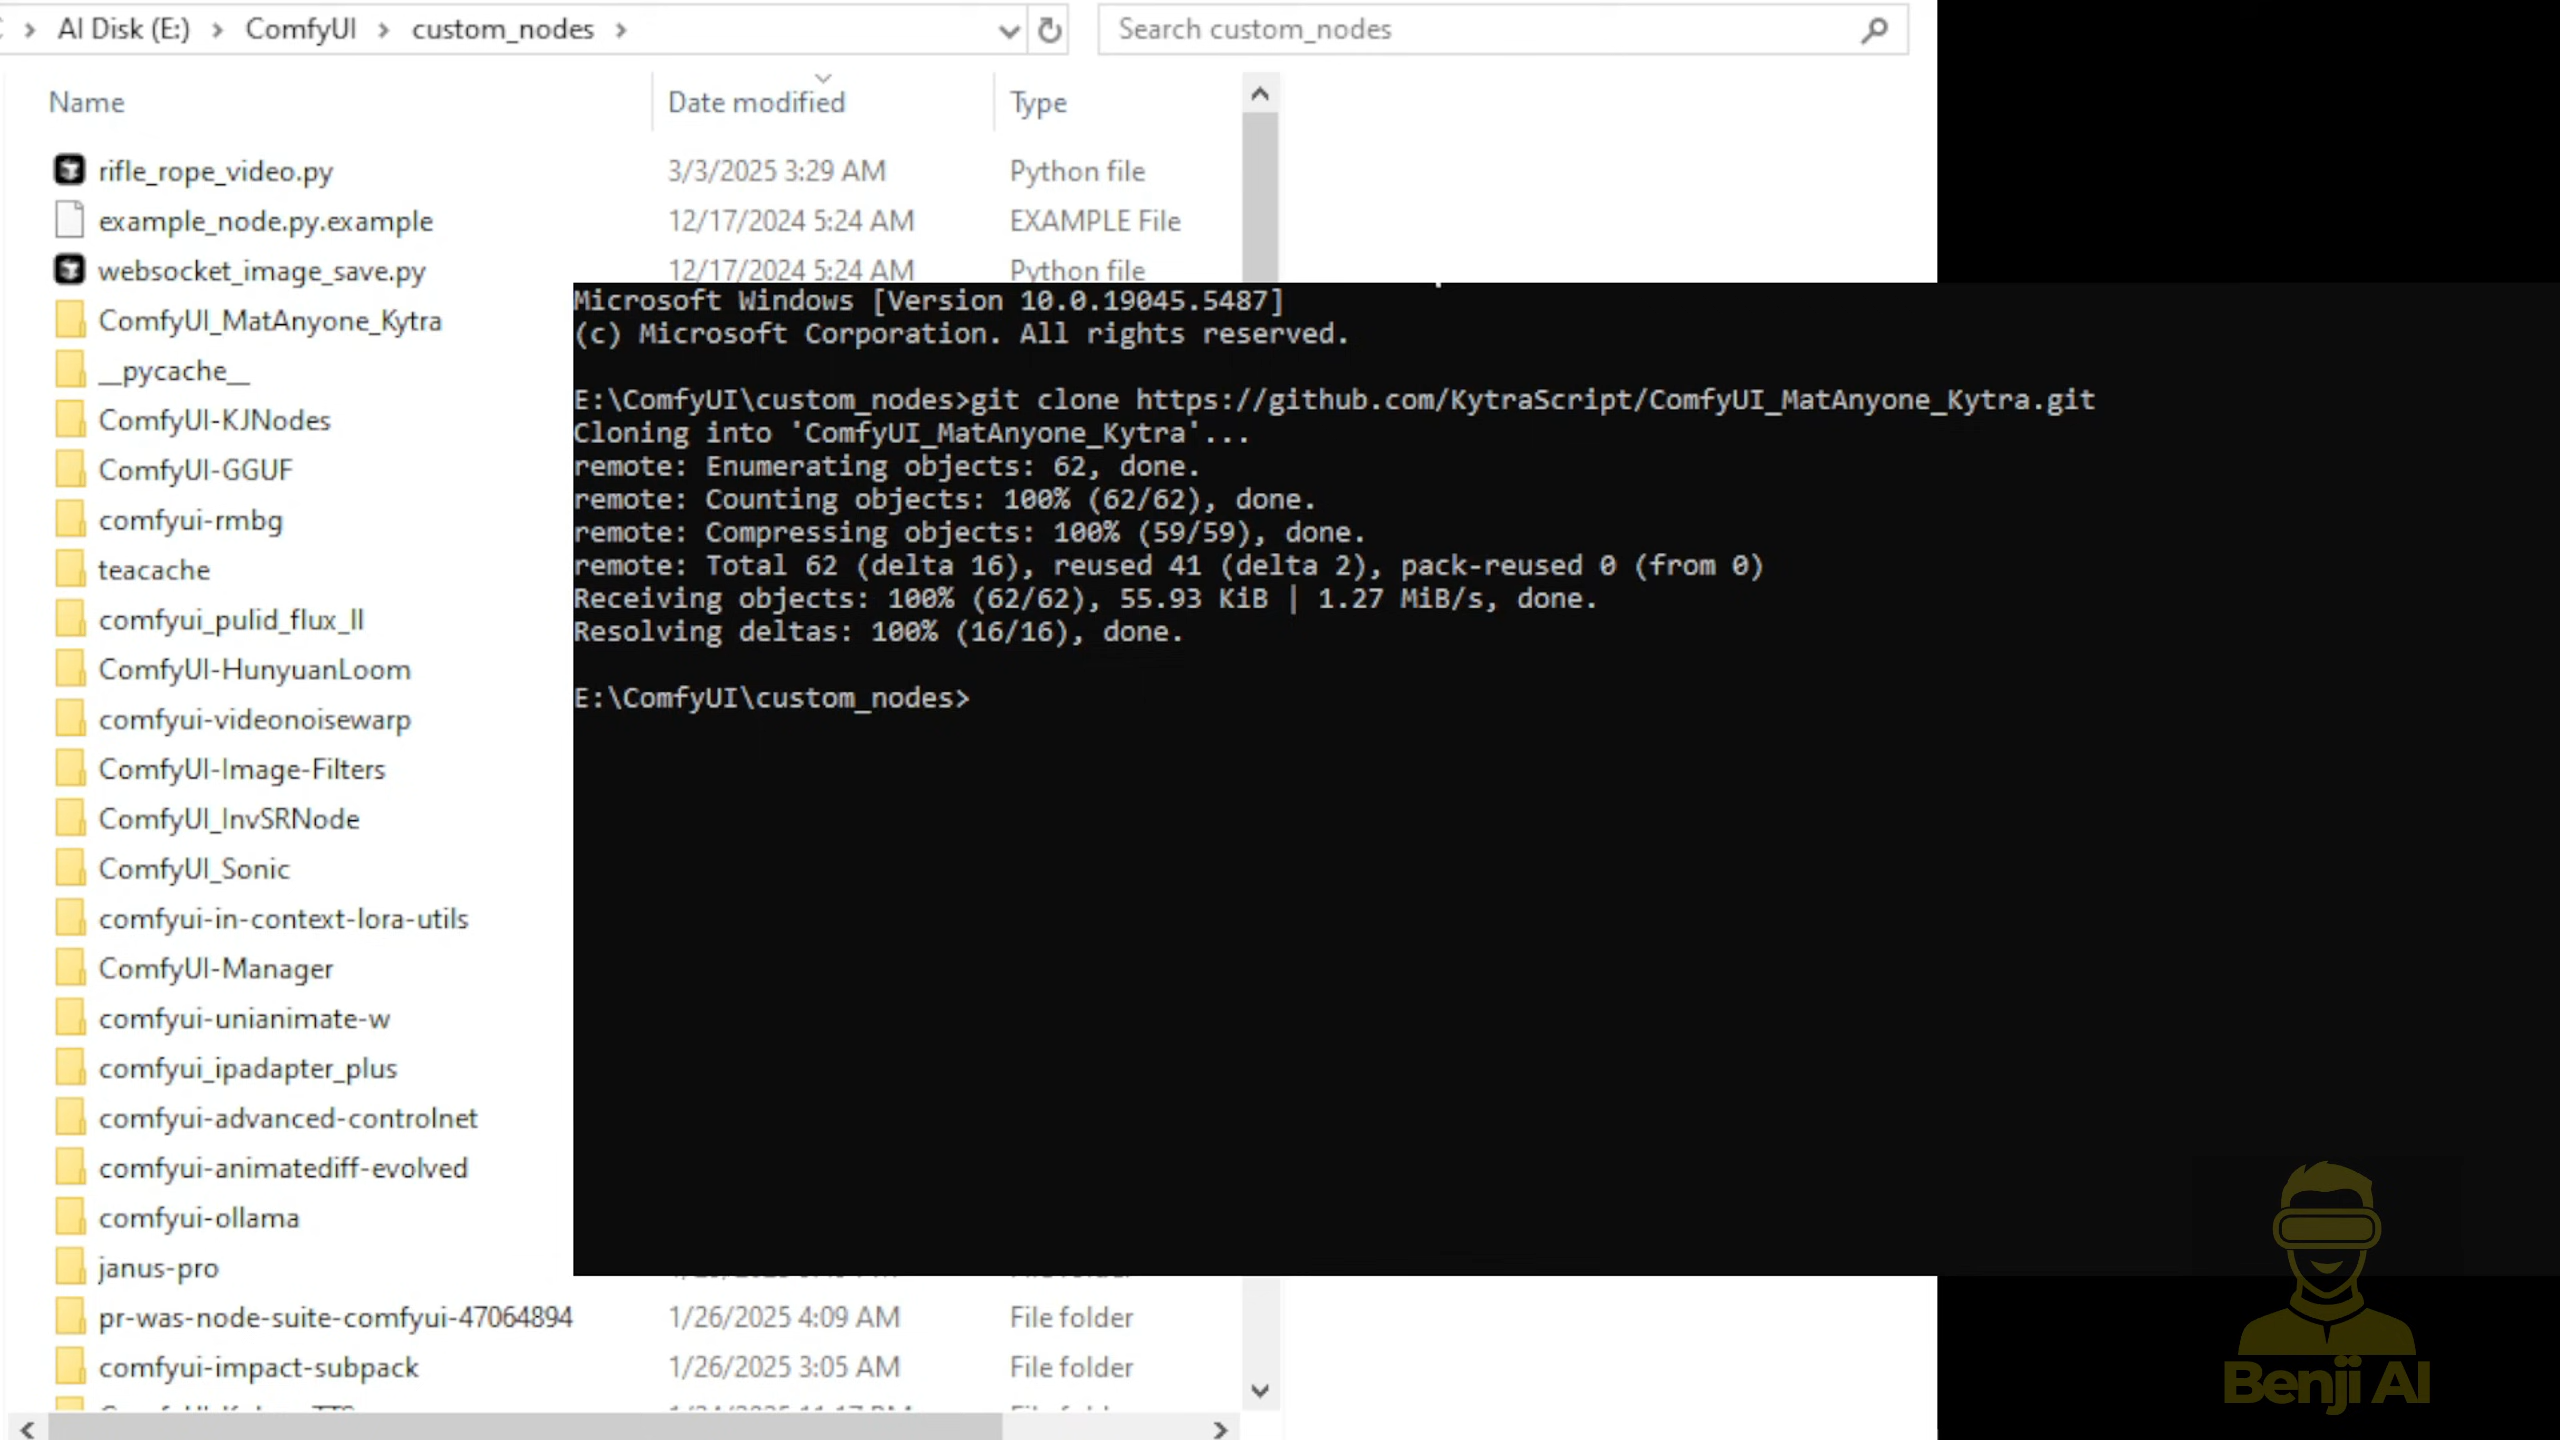 AI Disk (E:) > ComfyUI > custom_nodes >
Search custom_nodes
Name Date modified Type
rifle_rope_video.py 3/3/2025 3:29 AM Python file
example_node.py.example 12/17/2024 5:24 AM EXAMPLE File
websocket_image_save.py 12/17/2024 5:24 AM Python file
ComfyUI_MatAnyone_Kytra
__pycache__
ComfyUI-KJNodes
ComfyUI-GGUF
comfyui-rmbg
teacache
comfyui_pulid_flux_ll
ComfyUI-HunyuanLoom
comfyui-videonoisewarp
ComfyUI-Image-Filters
ComfyUI_InvSRNode
ComfyUI_Sonic
comfyui-in-context-lora-utils
ComfyUI-Manager
comfyui-unianimate-w
comfyui_ipadapter_plus
comfyui-advanced-controlnet
comfyui-animatediff-evolved
comfyui-ollama
janus-pro
pr-was-node-suite-comfyui-47064894 1/26/2025 4:09 AM File folder
comfyui-impact-subpack 1/26/2025 3:05 AM File folder
Microsoft Windows [Version 10.0.19045.5487]
(c) Microsoft Corporation. All rights reserved.
E:\ComfyUI\custom_nodes>git clone https://github.com/KytraScript/ComfyUI_MatAnyone_Kytra.git
Cloning into 'ComfyUI_MatAnyone_Kytra'...
remote: Enumerating objects: 62, done.
remote: Counting objects: 100% (62/62), done.
remote: Compressing objects: 100% (59/59), done.
remote: Total 62 (delta 16), reused 41 (delta 2), pack-reused 0 (from 0)
Receiving objects: 100% (62/62), 55.93 KiB | 1.27 MiB/s, done.
Resolving deltas: 100% (16/16), done.
E:\ComfyUI\custom_nodes>
Benji AI